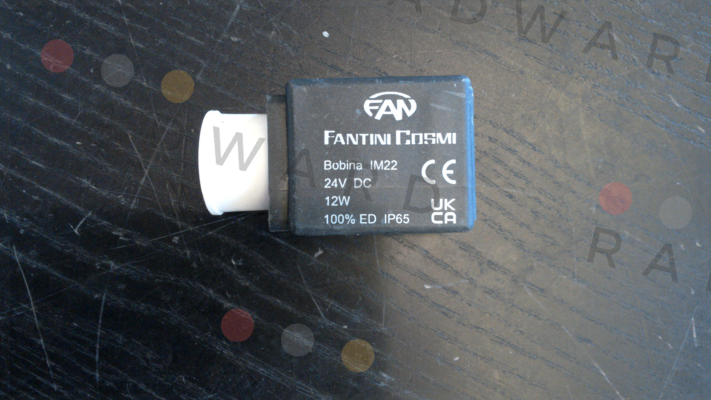 FAN
FANTINI COSMI
Bobina IM22
24V DC
12W
100% ED IP65
CE
UK
CA